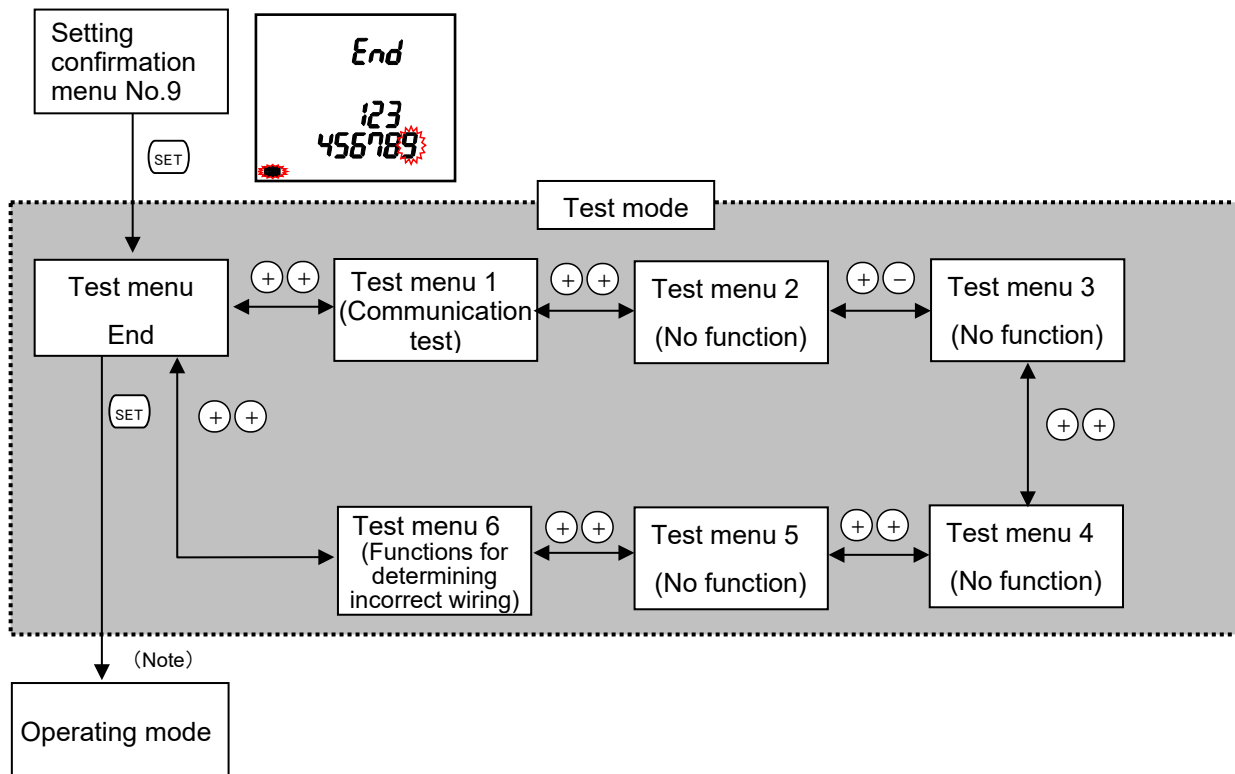 Setting
confirmation
menu No.9
SET
End
123
456789
Test mode
Test menu
End
+ +
Test menu 1
(Communication
test)
+ +
Test menu 2
(No function)
+ −
Test menu 3
(No function)
SET
+ +
+ +
Test menu 6
(Functions for
determining
incorrect wiring)
+ +
Test menu 5
(No function)
+ +
Test menu 4
(No function)
（Note）
Operating mode